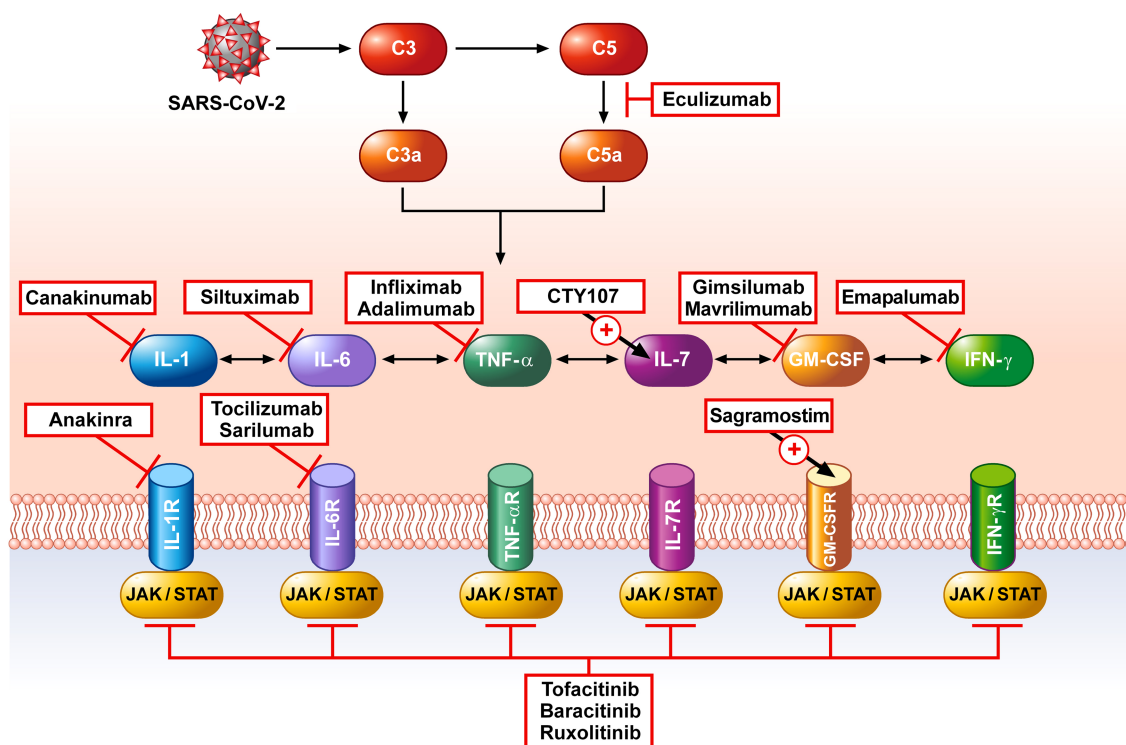 SARS-CoV-2
C3
C5
Eculizumab
C3a
C5a
Canakinumab
Siltuximab
Infliximab
Adalimumab
CTY107
Gimsilumab
Mavrilimumab
Emapalumab
+
IL-1
IL-6
TNF-α
IL-7
GM-CSF
IFN-γ
Anakinra
Tocilizumab
Sarilumab
Sagramostim
+
IL-1R
IL-6R
TNF-αR
IL-7R
GM-CSFR
IFN-γR
JAK / STAT
JAK / STAT
JAK / STAT
JAK / STAT
JAK / STAT
JAK / STAT
Tofacitinib
Baracitinib
Ruxolitinib